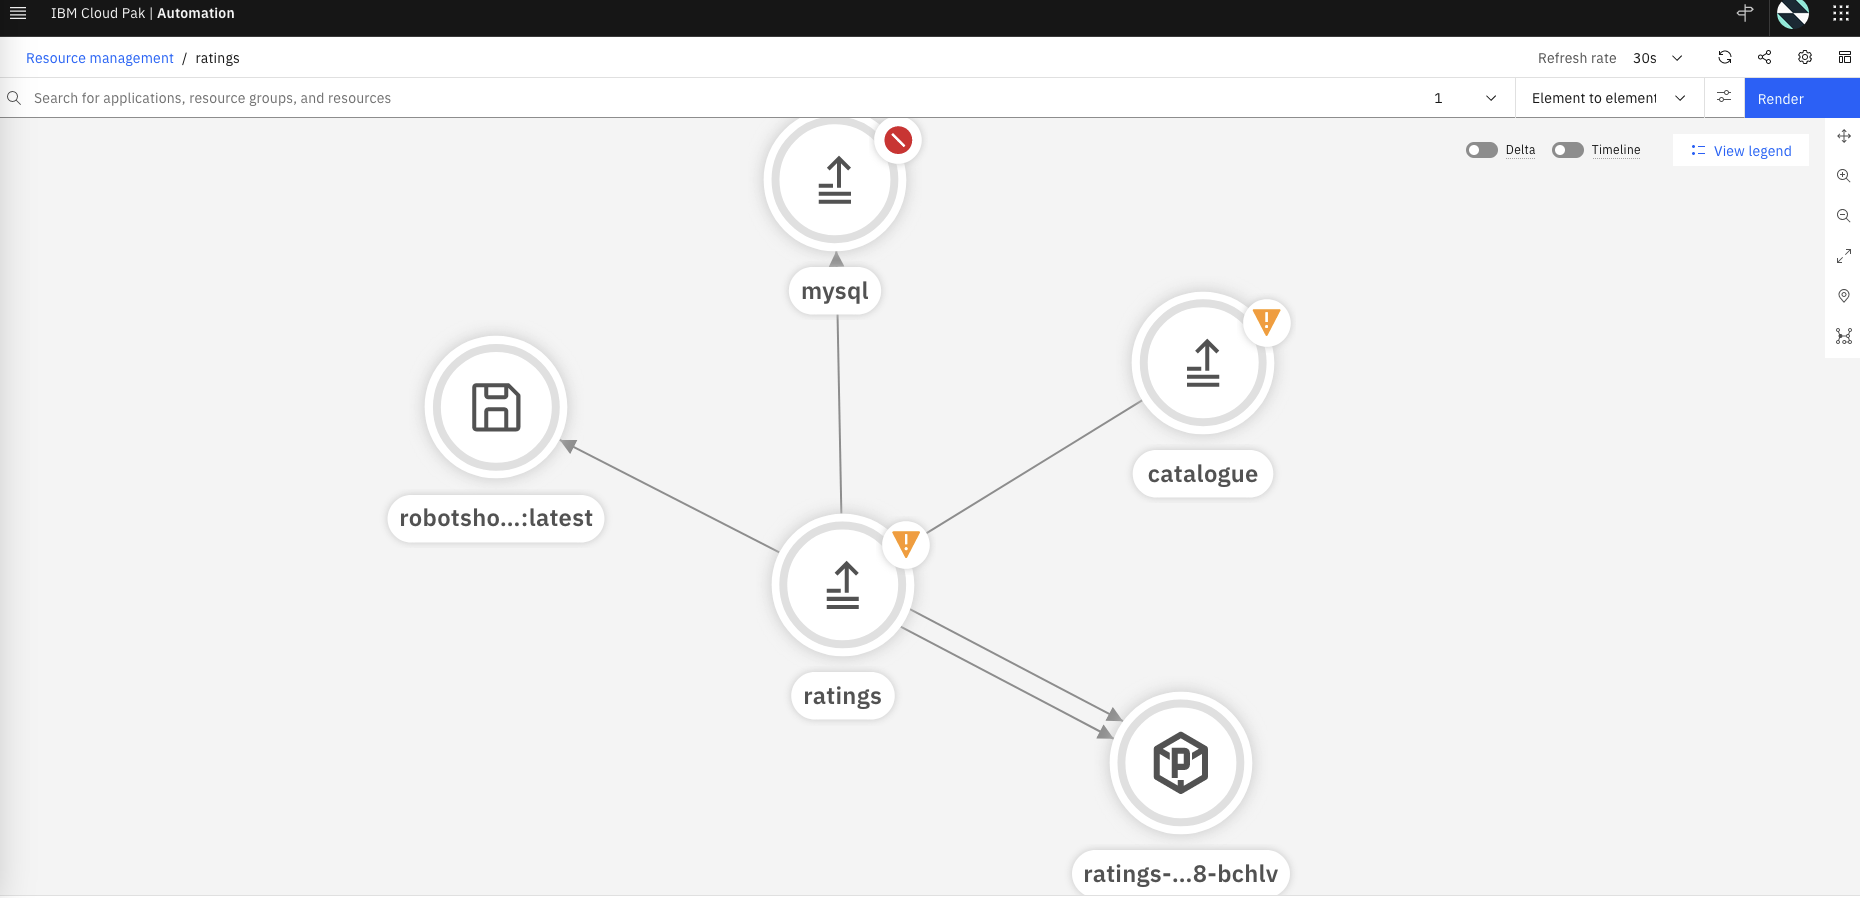 IBM Cloud Pak | Automation
Resource management / ratings
Refresh rate 30s
Search for applications, resource groups, and resources
1
Element to element
Render
Delta
Timeline
View legend
mysql
catalogue
robotsho...:latest
ratings
P
ratings-...8-bchlv